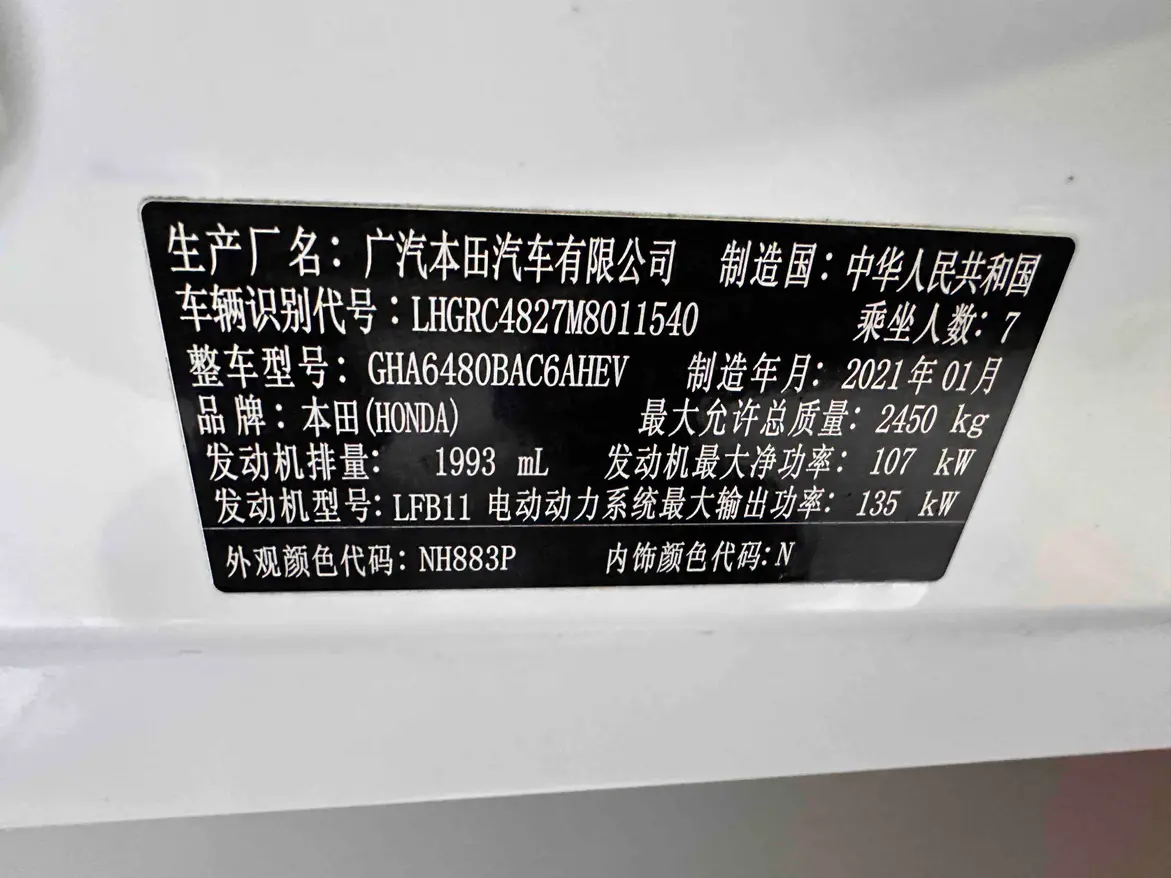 生产厂名：广汽本田汽车有限公司 制造国：中华人民共和国
车辆识别代号：LHGRC4827M8011540 乘坐人数：7
整车型号：GHA6480BAC6AHEV 制造年月：2021年01月
品牌：本田(HONDA) 最大允许总质量：2450 kg
发动机排量： 1993 mL 发动机最大净功率：107 kW
发动机型号：LFB11 电动动力系统最大输出功率：135 kW
外观颜色代码：NH883P 内饰颜色代码：N